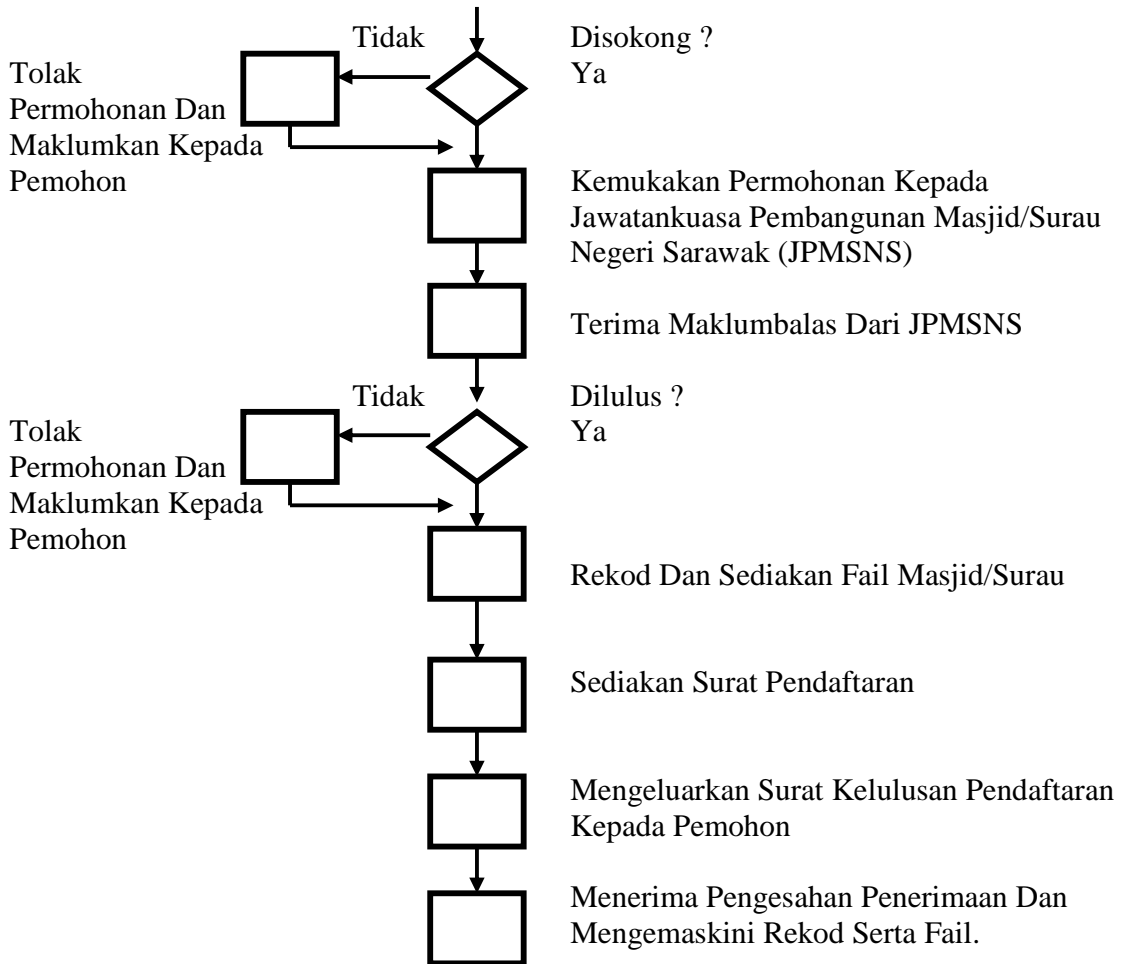 Tidak
Disokong ?
Ya
Tolak
Permohonan Dan
Maklumkan Kepada
Pemohon
Kemukakan Permohonan Kepada
Jawatankuasa Pembangunan Masjid/Surau
Negeri Sarawak (JPMSNS)
Terima Maklumbalas Dari JPMSNS
Tidak
Dilulus ?
Ya
Tolak
Permohonan Dan
Maklumkan Kepada
Pemohon
Rekod Dan Sediakan Fail Masjid/Surau
Sediakan Surat Pendaftaran
Mengeluarkan Surat Kelulusan Pendaftaran
Kepada Pemohon
Menerima Pengesahan Penerimaan Dan
Mengemaskini Rekod Serta Fail.